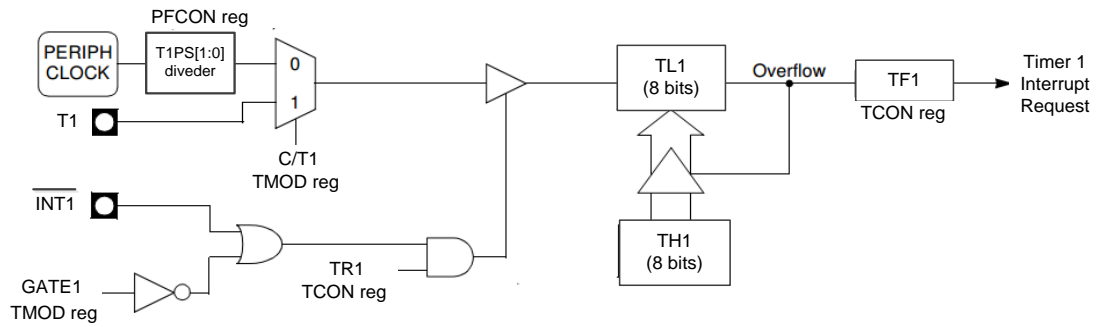 PFCON reg
PERIPH
CLOCK
T1PS[1:0]
diveder
0
1
T1
C/T1
TMOD reg
TL1
(8 bits)
Overflow
TF1
TCON reg
Timer 1
Interrupt
Request
INT1
TH1
(8 bits)
TR1
TCON reg
GATE1
TMOD reg